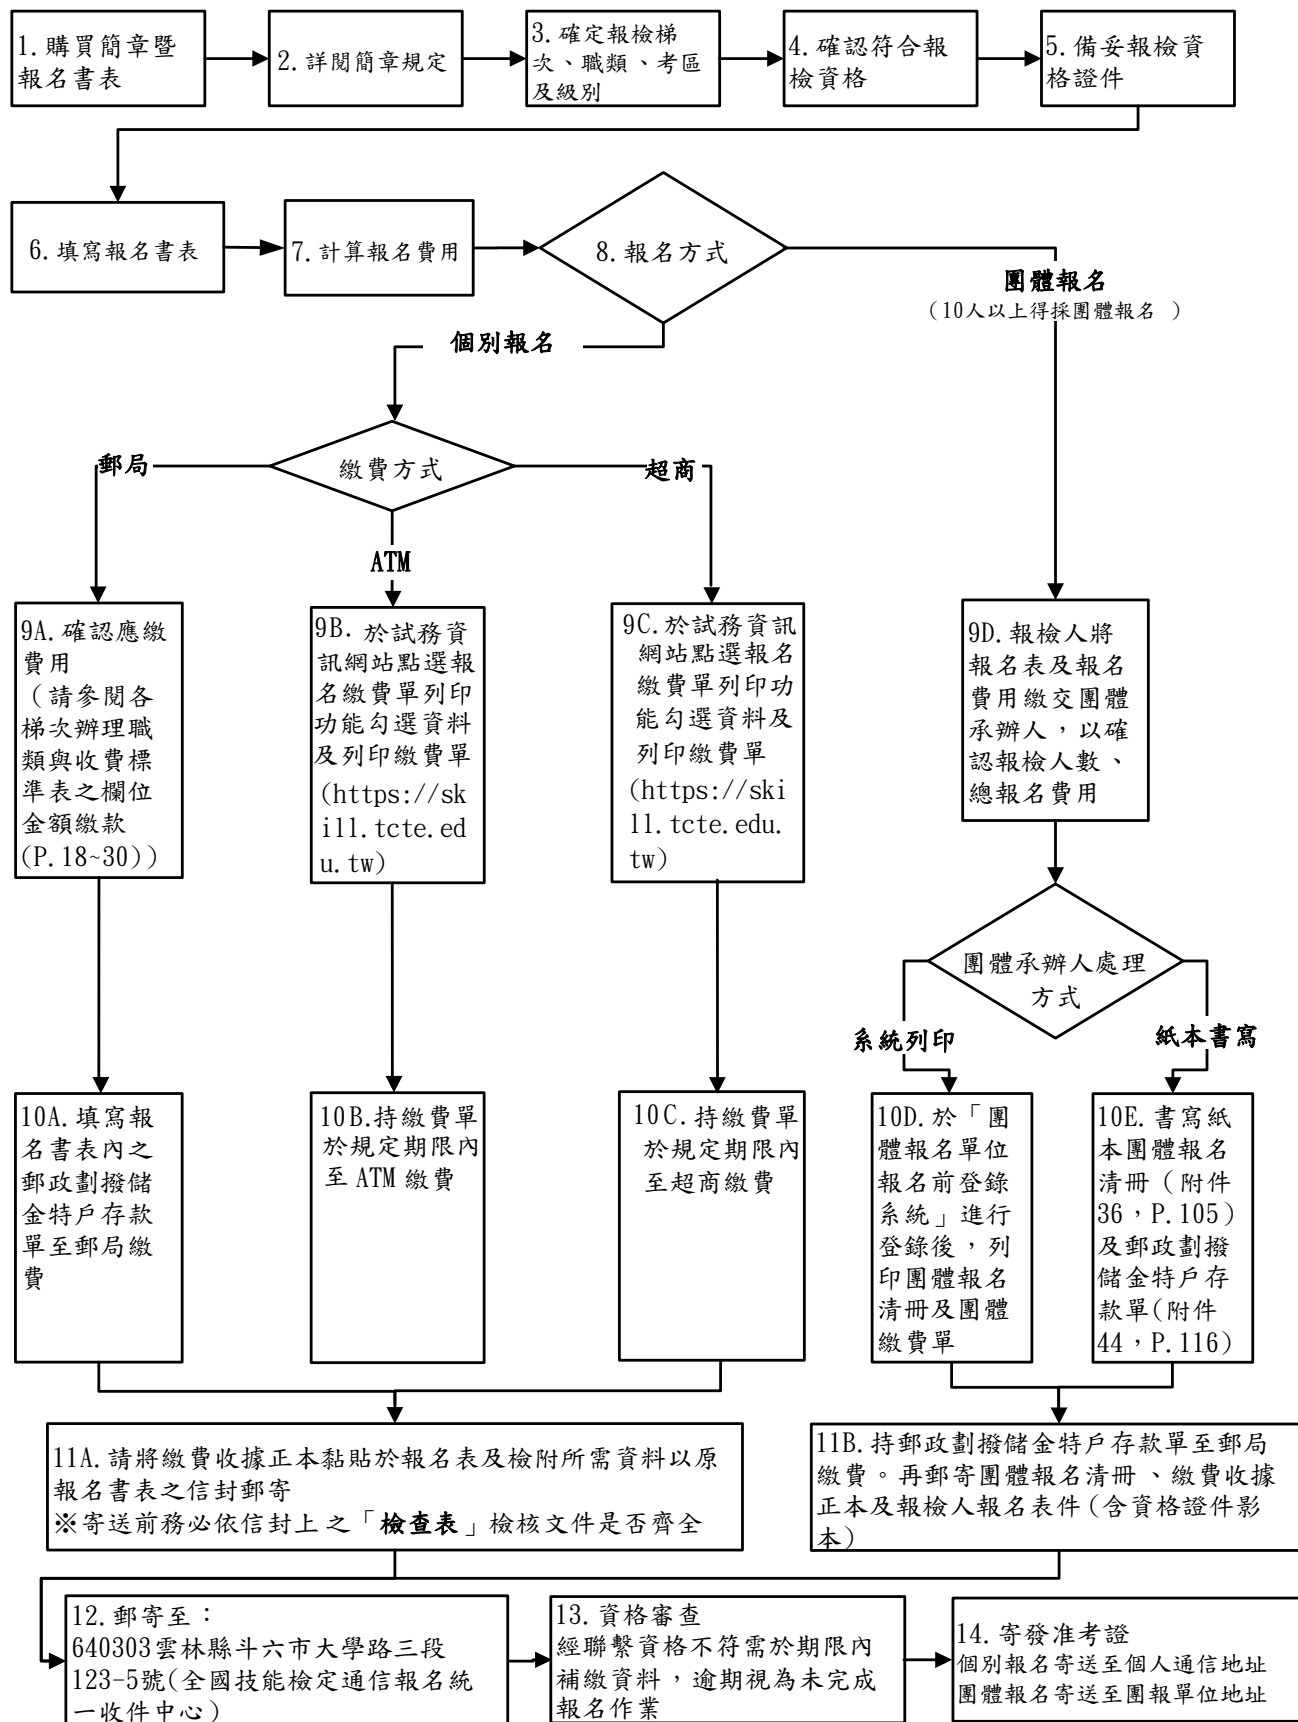 1.購買簡章暨
報名書表
2.詳閱簡章規定
3.確定報檢梯
次、職類、考區
及級別
4.確認符合報
檢資格
5.備妥報檢資
格證件
6.填寫報名書表
7.計算報名費用
8.報名方式
團體報名
（10人以上得採團體報名 ）
個別報名
繳費方式
郵局
超商
ATM
9A.確認應繳
費用
（請參閱各
梯次辦理職
類與收費標
準表之欄位
金額繳款
(P.18~30))
9B. 於試務資
訊網站點選報
名繳費單列印
功能勾選資料
及列印繳費單
(https://sk
ill.tcte.ed
u.tw)
9C.於試務資訊
網站點選報名
繳費單列印功
能勾選資料及
列印繳費單
(https://ski
ll.tcte.edu.
tw)
9D.報檢人將
報名表及報名
費用繳交團體
承辦人，以確
認報檢人數、
總報名費用
團體承辦人處理
方式
系統列印
紙本書寫
10A.填寫報
名書表內之
郵政劃撥儲
金特戶存款
單至郵局繳
費
10B.持繳費單
於規定期限內
至 ATM 繳費
10C.持繳費單
於規定期限內
至超商繳費
10D.於「團
體報名單位
報名前登錄
系統」進行
登錄後，列
印團體報名
清冊及團體
繳費單
10E.書寫紙
本團體報名
清冊（附件
36，P.105）
及郵政劃撥
儲金特戶存
款單(附件
44，P.116)
11A.請將繳費收據正本黏貼於報名表及檢附所需資料以原
報名書表之信封郵寄
※寄送前務必依信封上之「檢查表」檢核文件是否齊全
11B.持郵政劃撥儲金特戶存款單至郵局
繳費。再郵寄團體報名清冊、繳費收據
正本及報檢人報名表件(含資格證件影
本)
12.郵寄至：
640303雲林縣斗六市大學路三段
123-5號(全國技能檢定通信報名統
一收件中心)
13.資格審查
經聯繫資格不符需於期限內
補繳資料，逾期視為未完成
報名作業
14.寄發准考證
個別報名寄送至個人通信地址
團體報名寄送至團報單位地址